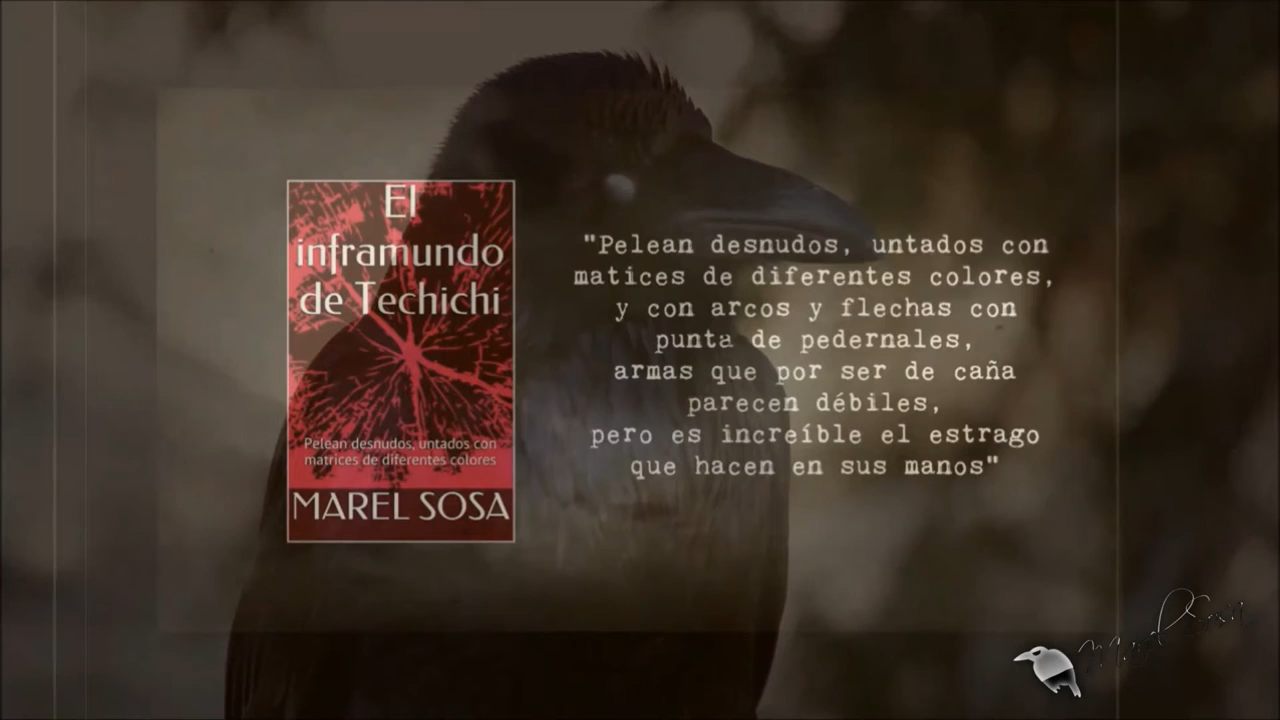 El
inframundo
de Techichi
Pelean desnudos, untados con
matrices de diferentes colores
MAREL SOSA
"Pelean desnudos, untados con
matices de diferentes colores,
y con arcos y flechas con
punta de pedernales,
armas que por ser de caña
parecen débiles,
pero es increíble el estrago
que hacen en sus manos"
Marel Sosa